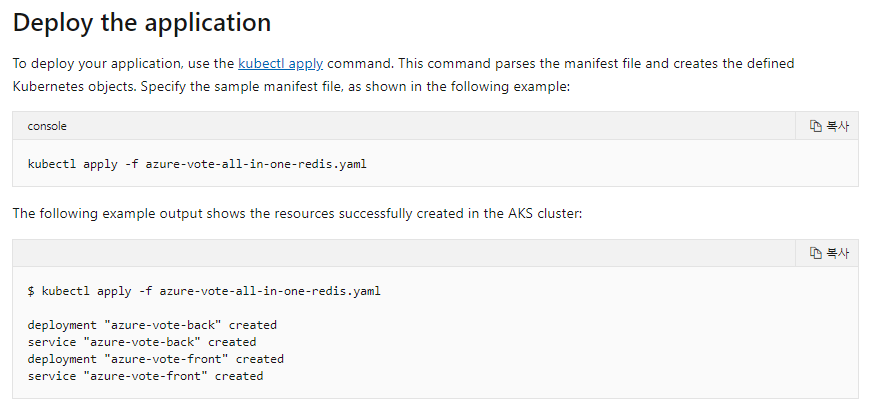 Deploy the application
To deploy your application, use the kubectl apply command. This command parses the manifest file and creates the defined
Kubernetes objects. Specify the sample manifest file, as shown in the following example:
console
복사
kubectl apply -f azure-vote-all-in-one-redis.yaml
The following example output shows the resources successfully created in the AKS cluster:
복사
$ kubectl apply -f azure-vote-all-in-one-redis.yaml
deployment "azure-vote-back" created
service "azure-vote-back" created
deployment "azure-vote-front" created
service "azure-vote-front" created